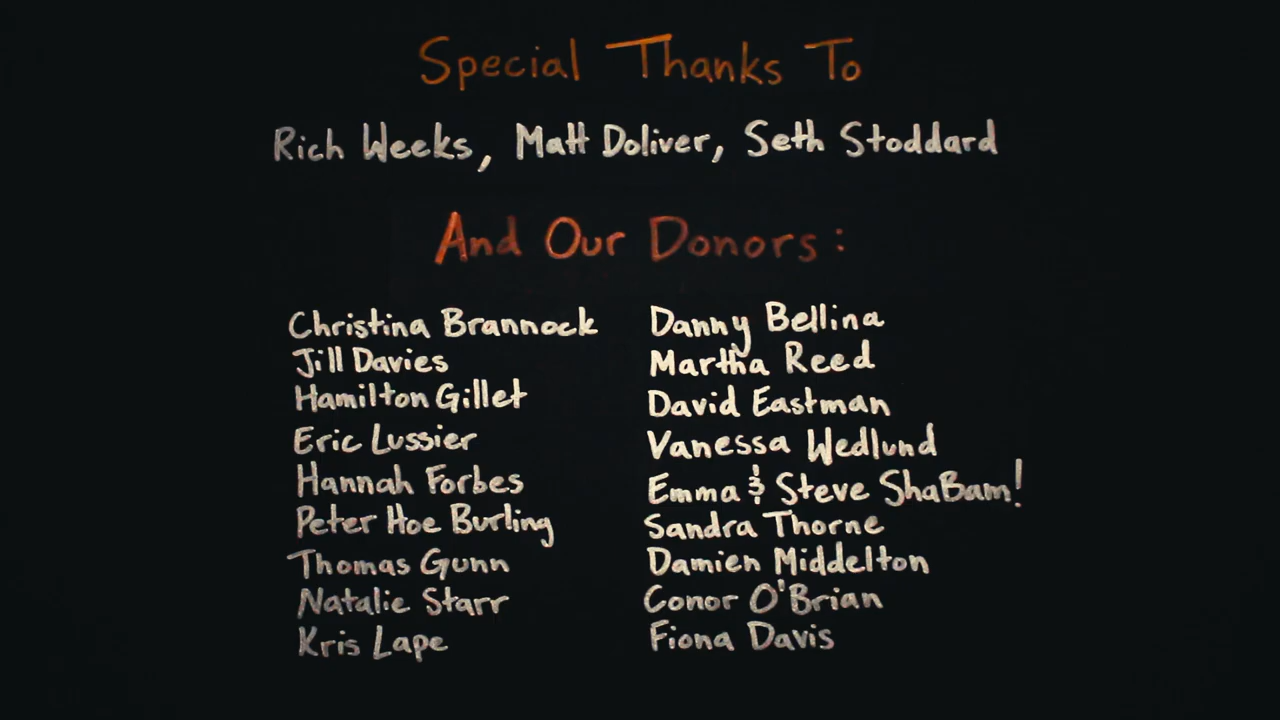 Special Thanks To
Rich Weeks, Matt Doliver, Seth Stoddard
And Our Donors:
Christina Brannock
Jill Davies
Hamilton Gillet
Eric Lussier
Hannah Forbes
Peter Hoe Burling
Thomas Gunn
Natalie Starr
Kris Lape
Danny Bellina
Martha Reed
David Eastman
Vanessa Wedlund
Emma & Steve ShaBam!
Sandra Thorne
Damien Middelton
Conor O'Brian
Fiona Davis